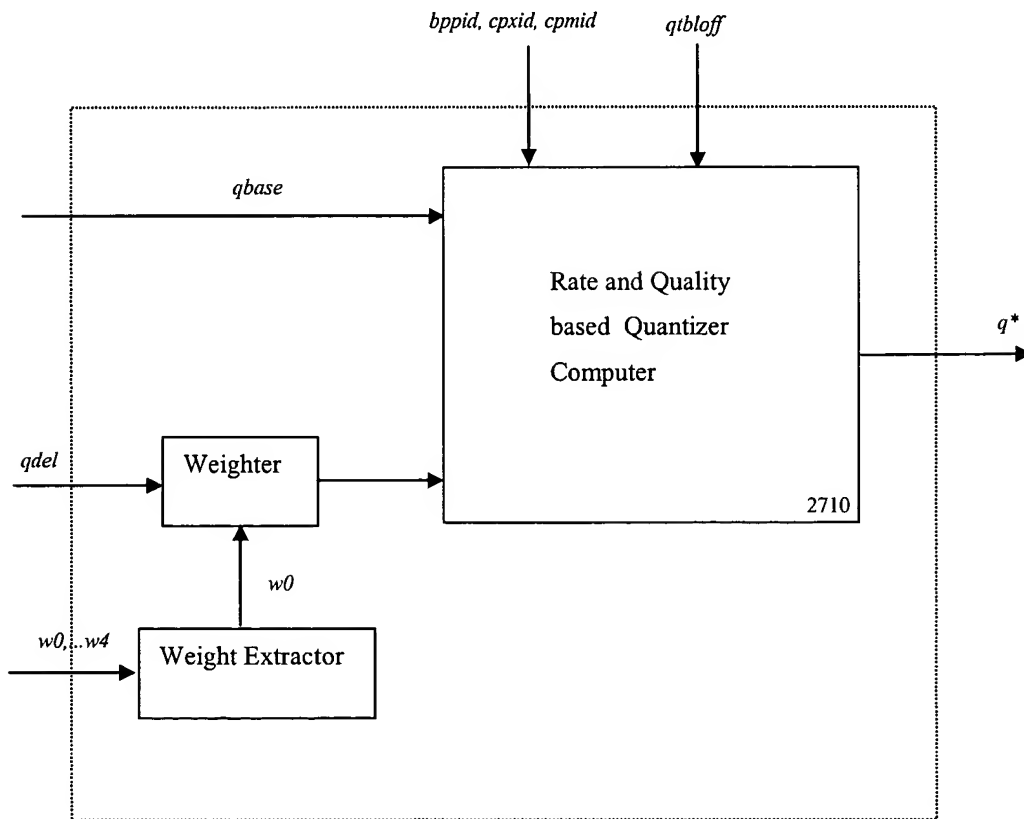 bppid, cpxid, cpmid
qtbloff
qbase
Rate and Quality
based Quantizer
Computer
q*
qdel
Weighter
2710
w0
w0,...w4
Weight Extractor